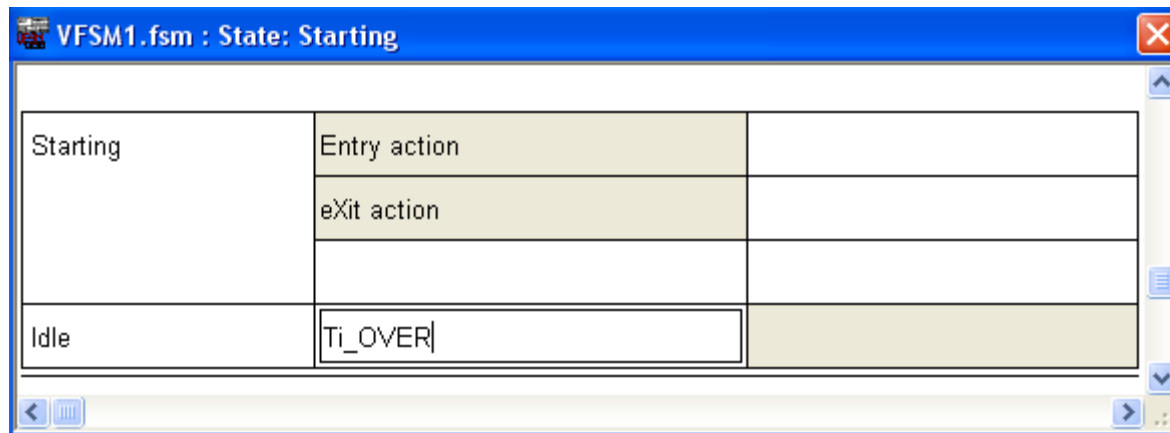 VFSM1.fsm : State: Starting
Starting Entry action
eXit action
Idle Ti_OVER